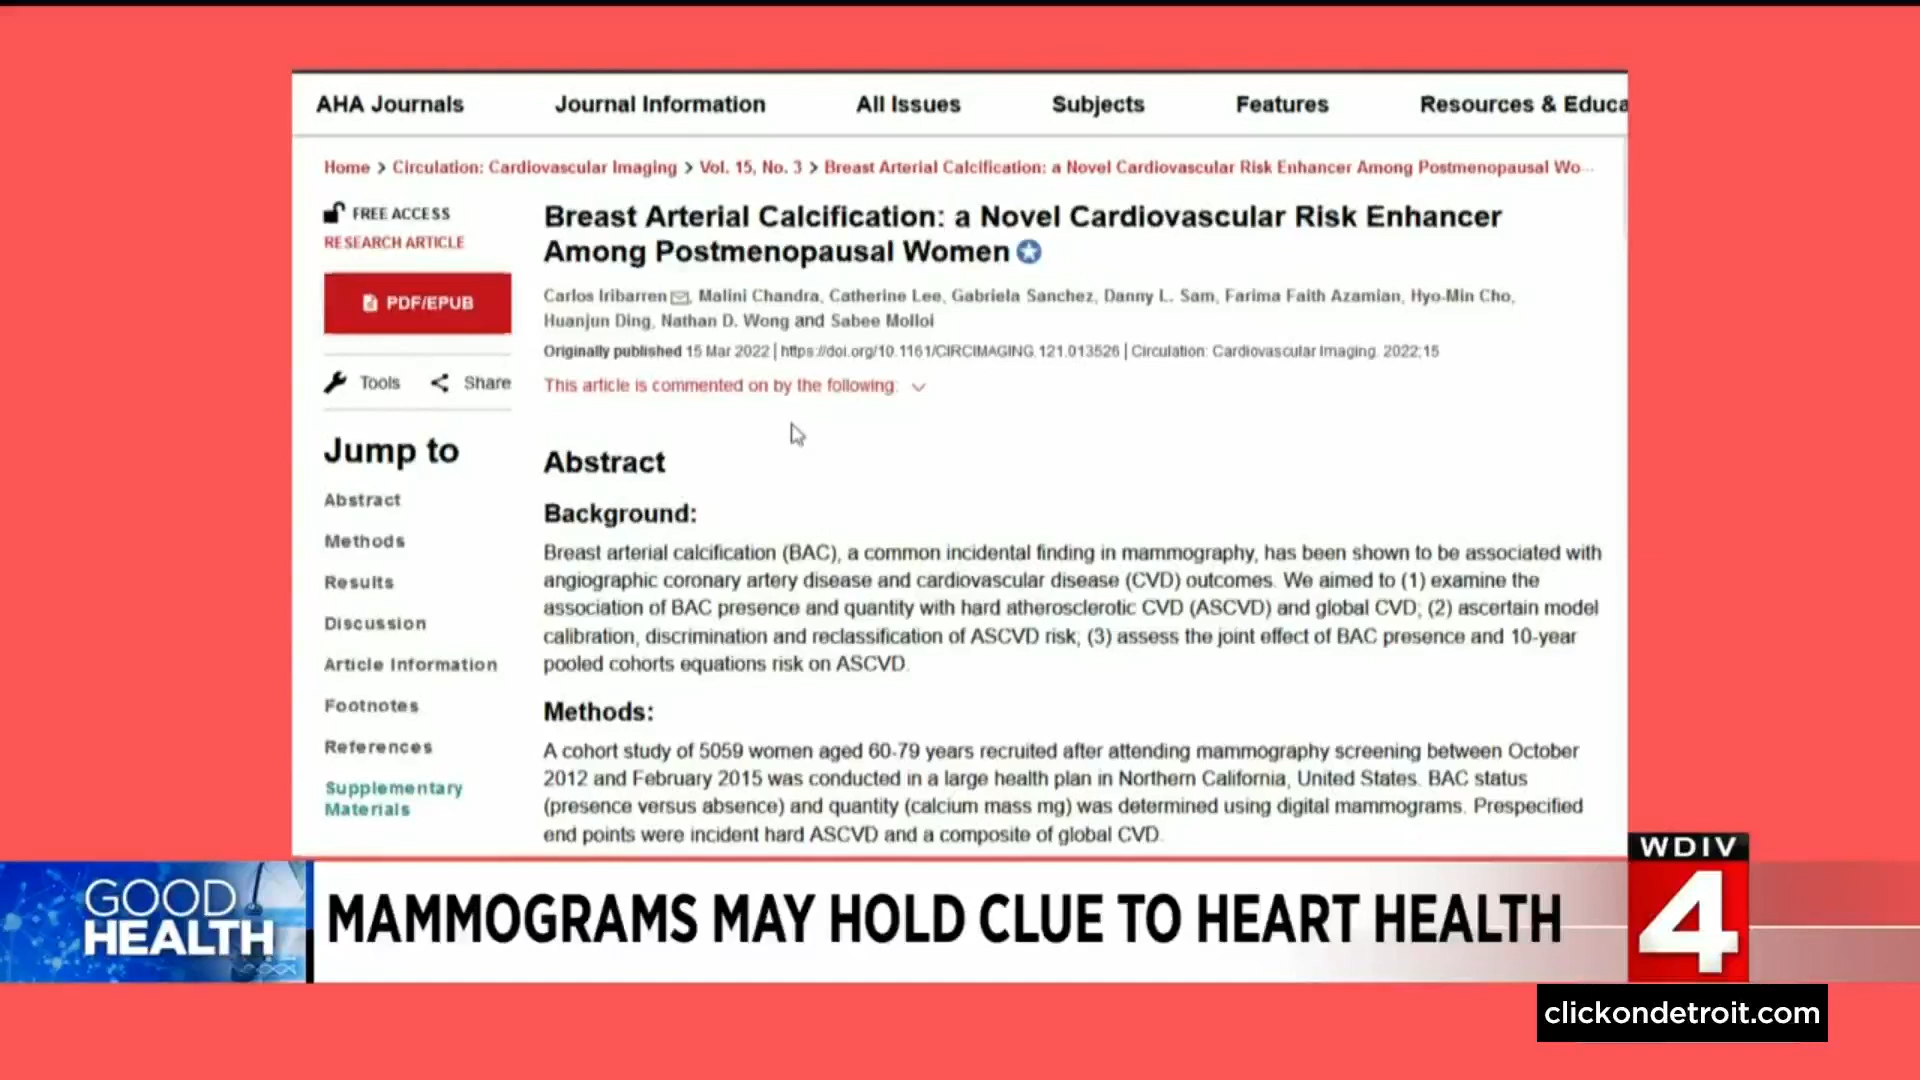 AHA Journals Journal Information All Issues Subjects Features Resources & Educa
Home > Circulation: Cardiovascular Imaging > Vol. 15, No. 3 > Breast Arterial Calcification: a Novel Cardiovascular Risk Enhancer Among Postmenopausal Wo...
FREE ACCESS
RESEARCH ARTICLE
PDF/EPUB
Tools Share
Jump to
Abstract
Methods
Results
Discussion
Article Information
Footnotes
References
Supplementary
Materials
Breast Arterial Calcification: a Novel Cardiovascular Risk Enhancer
Among Postmenopausal Women
Carlos Iribarren, Malini Chandra, Catherine Lee, Gabriela Sanchez, Danny L. Sam, Farima Faith Azamian, Hyo-Min Cho,
Huanjun Ding, Nathan D. Wong and Sabee Molloi
Originally published 15 Mar 2022 | https://doi.org/10.1161/CIRCIMAGING.121.013526 | Circulation: Cardiovascular Imaging. 2022;15
This article is commented on by the following:
Abstract
Background:
Breast arterial calcification (BAC), a common incidental finding in mammography, has been shown to be associated with
angiographic coronary artery disease and cardiovascular disease (CVD) outcomes. We aimed to (1) examine the
association of BAC presence and quantity with hard atherosclerotic CVD (ASCVD) and global CVD; (2) ascertain model
calibration, discrimination and reclassification of ASCVD risk; (3) assess the joint effect of BAC presence and 10-year
pooled cohorts equations risk on ASCVD.
Methods:
A cohort study of 5059 women aged 60-79 years recruited after attending mammography screening between October
2012 and February 2015 was conducted in a large health plan in Northern California, United States. BAC status
(presence versus absence) and quantity (calcium mass mg) was determined using digital mammograms. Prespecified
end points were incident hard ASCVD and a composite of global CVD.
GOOD
HEALTH
MAMMOGRAMS MAY HOLD CLUE TO HEART HEALTH
WDIV
4
clickondetroit.com